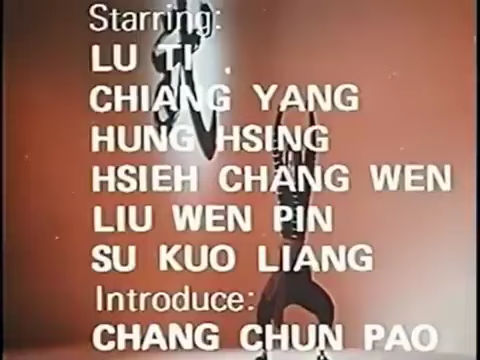 Starring:
LU TI
CHIANG YANG
HUNG HSING
HSIEH CHANG WEN
LIU WEN PIN
SU KUO LIANG
Introduce:
CHANG CHUN PAO